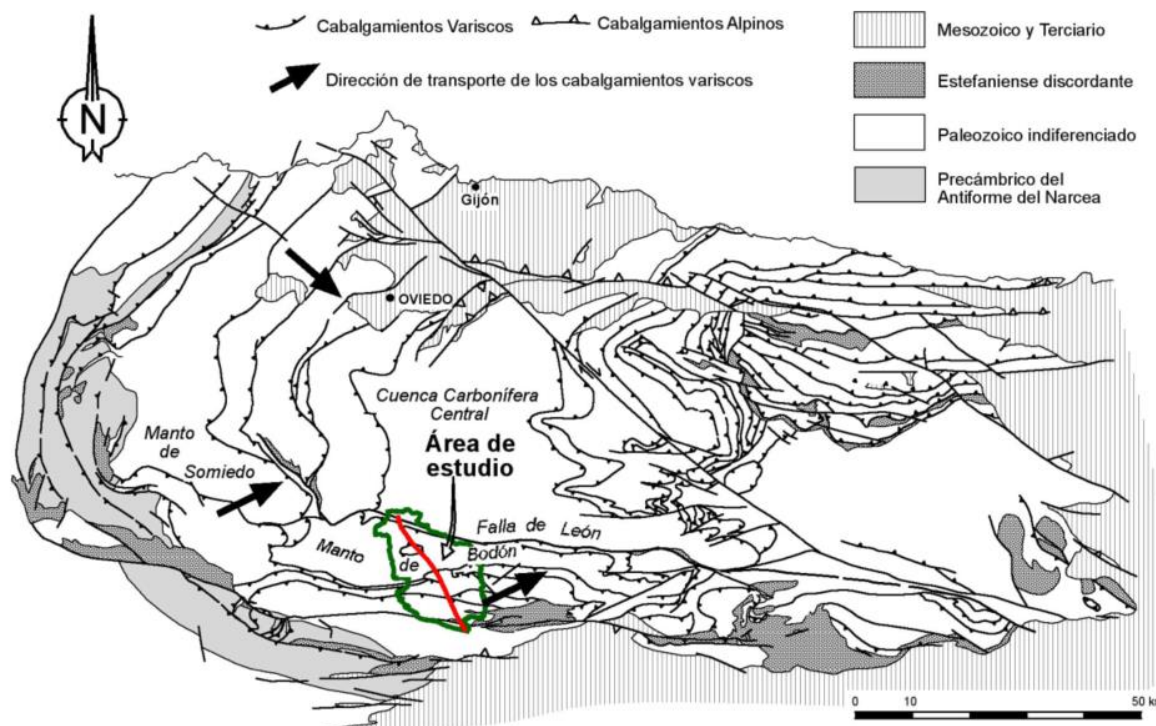 Cabalgamientos Variscos
Cabalgamientos Alpinos
Dirección de transporte de los cabalgamientos variscos
Mesozoico y Terciario
Estefaniense discordante
Paleozoico indiferenciado
Precámbrico del
Antiforme del Narcea
N
Gijón
OVIEDO
Cuenca Carbonífera
Central
Área de
estudio
Manto
de
Somiedo
Falla de León
Manto de Bodón
0 10 50 km